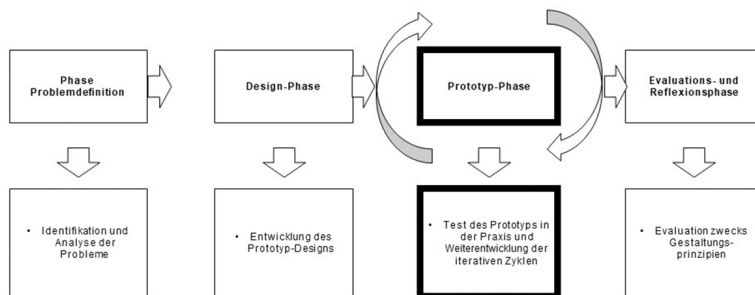 Phase
Problemdefinition
Design-Phase
Prototyp-Phase
Evaluations- und
Reflexionsphase
• Identifikation und
Analyse der
Probleme
• Entwicklung des
Prototyp-Designs
• Test des Prototyps in
der Praxis und
Weiterentwicklung der
iterativen Zyklen
• Evaluation zwecks
Gestaltungs-
prinzipien